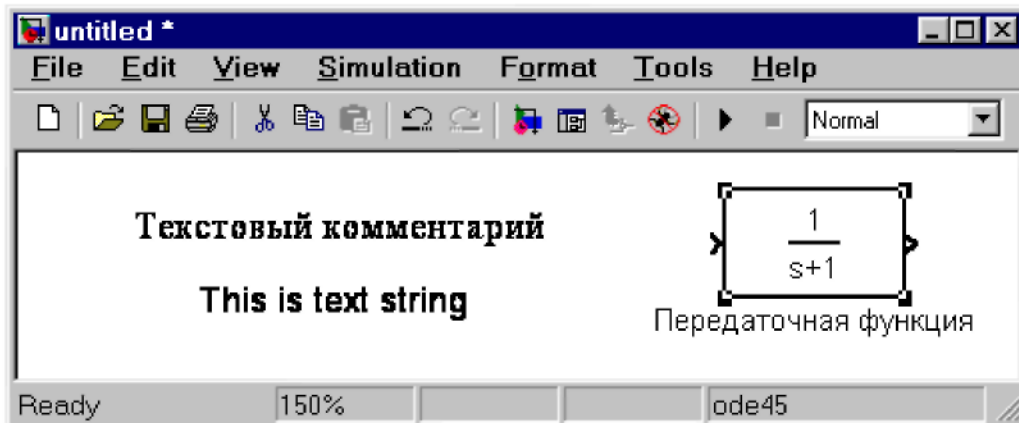 untitled *
File Edit View Simulation Format Tools Help
Normal
Текстовый комментарий
This is text string
1
s+1
Передаточная функция
Ready 150% ode45